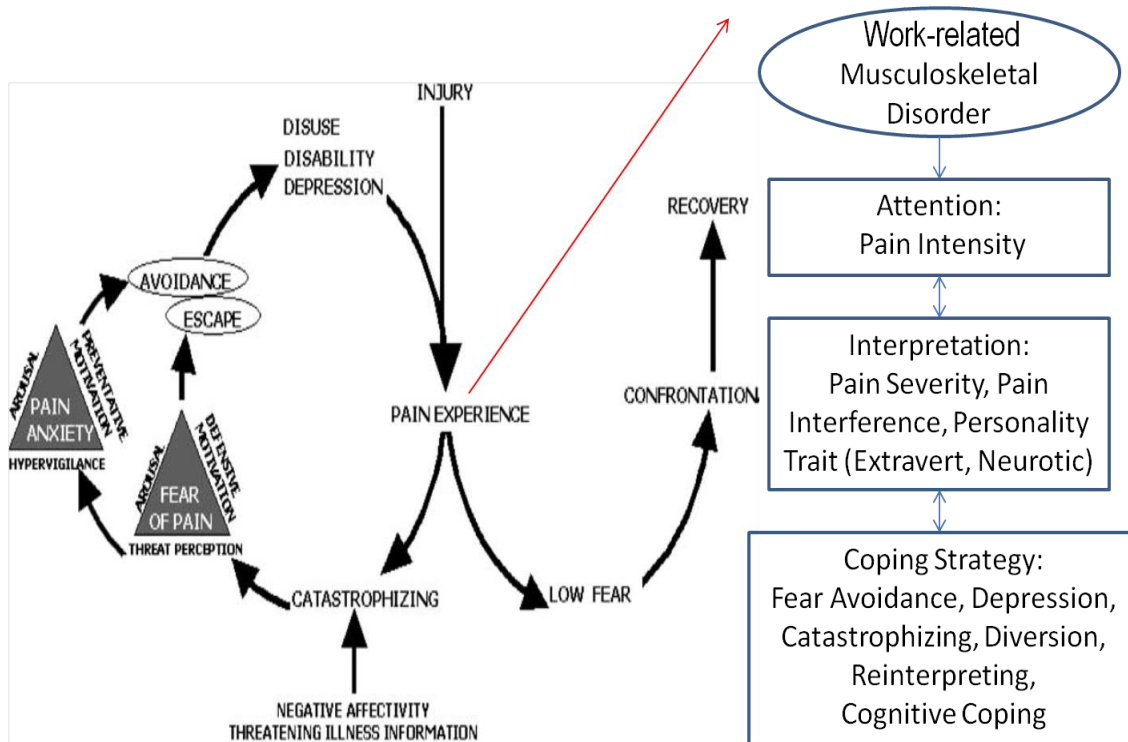 INJURY
DISUSE
DISABILITY
DEPRESSION
RECOVERY
AVOIDANCE
ESCAPE
AROUSAL
PREVENTATIVE
MOTIVATION
PAIN
ANXIETY
HYPERVIGILANCE
AROUSAL
DEFENSIVE
MOTIVATION
FEAR
OF PAIN
THREAT PERCEPTION
PAIN EXPERIENCE
CONFRONTATION
CATASTROPHIZING
LOW FEAR
NEGATIVE AFFECTIVITY
THREATENING ILLNESS INFORMATION
Work-related
Musculoskeletal
Disorder
Attention:
Pain Intensity
Interpretation:
Pain Severity, Pain
Interference, Personality
Trait (Extravert, Neurotic)
Coping Strategy:
Fear Avoidance, Depression,
Catastrophizing, Diversion,
Reinterpreting,
Cognitive Coping